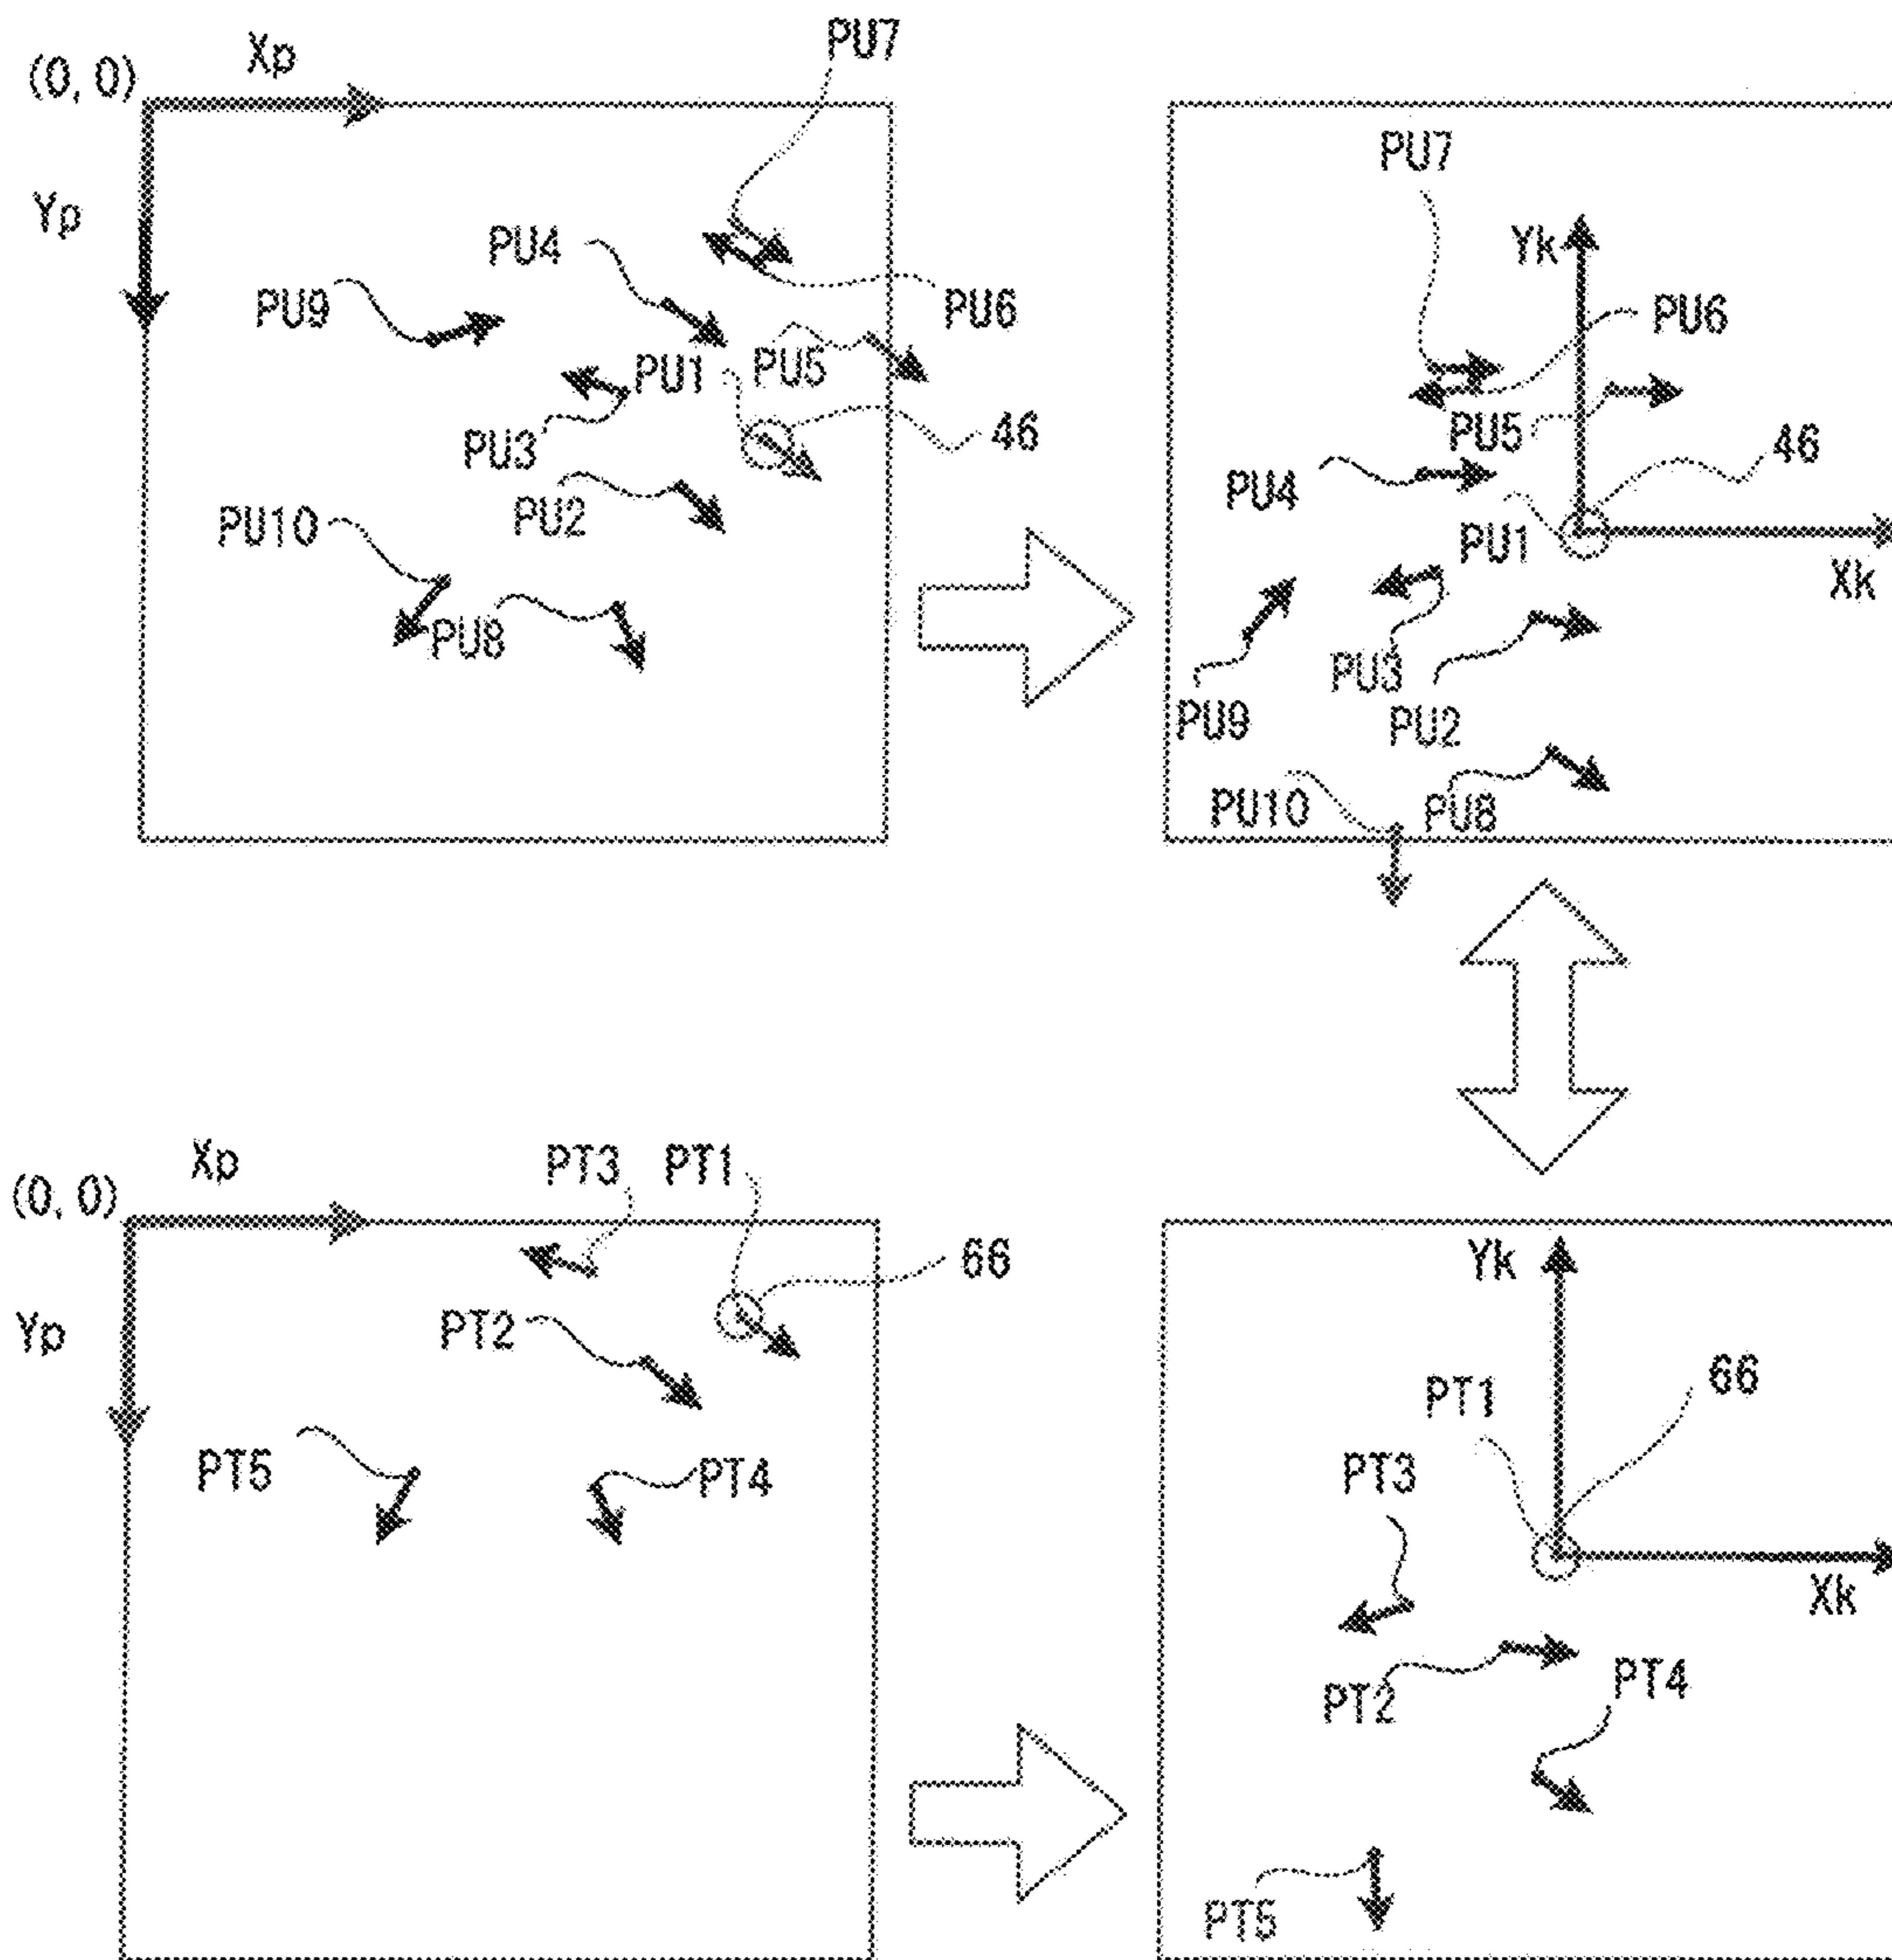 PU7
(0, 0)
Xp
Yp
PU4
PU9
PU6
PU1
PU5
PU3
46
PU2
PU10
PU8
PU7
Yk
PU6
PU5
46
PU4
PU1
Xk
PU3
PU9
PU2
PU10
PU8
(0, 0)
Xp
PT3
PT1
66
Yp
PT2
PT5
PT4
Yk
PT1
66
PT3
Xk
PT2
PT4
PT5